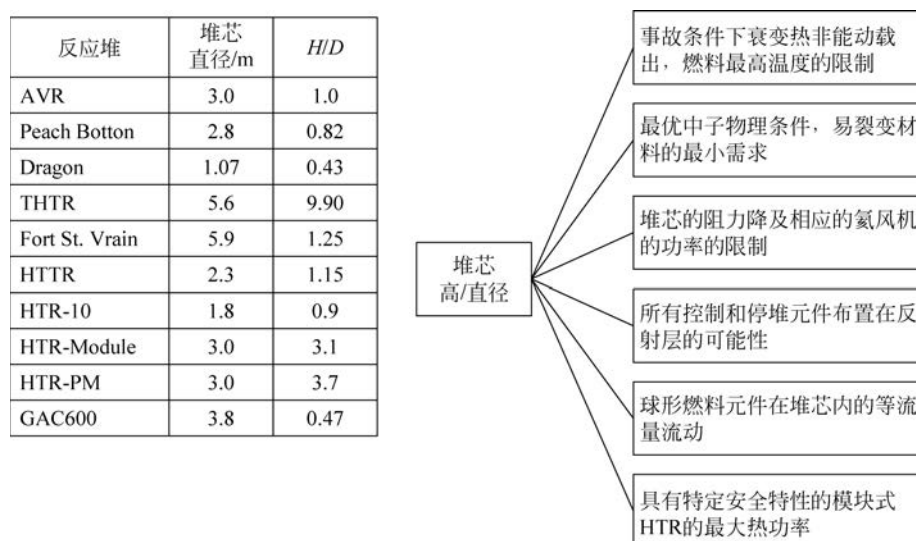 反应堆
堆芯
直径/m
H/D
AVR 3.0 1.0
Peach Botton 2.8 0.82
Dragon 1.07 0.43
THTR 5.6 9.90
Fort St. Vrain 5.9 1.25
HTTR 2.3 1.15
HTR-10 1.8 0.9
HTR-Module 3.0 3.1
HTR-PM 3.0 3.7
GAC600 3.8 0.47
堆芯
高/直径
事故条件下衰变热非能动载
出，燃料最高温度的限制
最优中子物理条件，易裂变材
料的最小需求
堆芯的阻力降及相应的氦风机
的功率的限制
所有控制和停堆元件布置在反
射层的可能性
球形燃料元件在堆芯内的等流
量流动
具有特定安全特性的模块式
HTR的最大热功率